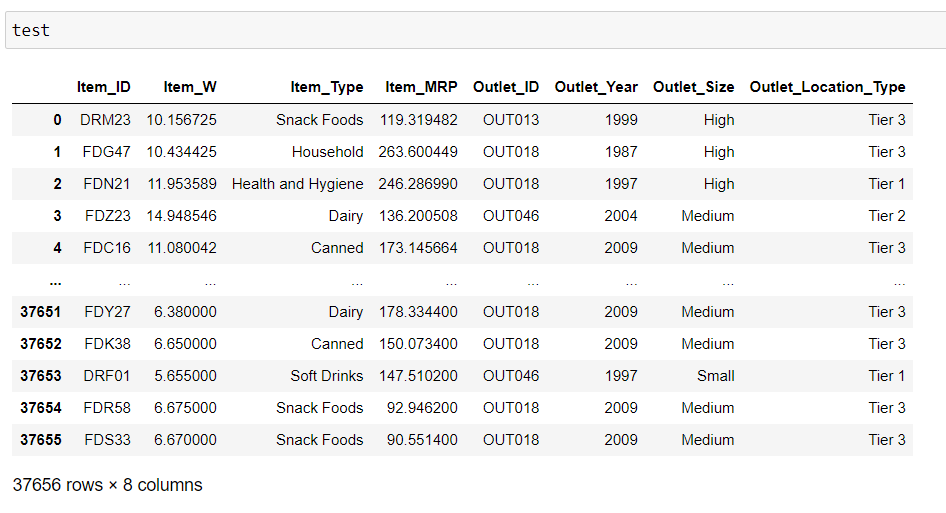 test
Item_ID Item_W Item_Type Item_MRP Outlet_ID Outlet_Year Outlet_Size Outlet_Location_Type
0 DRM23 10.156725 Snack Foods 119.319482 OUT013 1999 High Tier 3
1 FDG47 10.434425 Household 263.600449 OUT018 1987 High Tier 3
2 FDN21 11.953589 Health and Hygiene 246.286990 OUT018 1997 High Tier 1
3 FDZ23 14.948546 Dairy 136.200508 OUT046 2004 Medium Tier 2
4 FDC16 11.080042 Canned 173.145664 OUT018 2009 Medium Tier 3
... ... ... ... ... ... ... ... ...
37651 FDY27 6.380000 Dairy 178.334400 OUT018 2009 Medium Tier 3
37652 FDK38 6.650000 Canned 150.073400 OUT018 2009 Medium Tier 3
37653 DRF01 5.655000 Soft Drinks 147.510200 OUT046 1997 Small Tier 1
37654 FDR58 6.675000 Snack Foods 92.946200 OUT018 2009 Medium Tier 3
37655 FDS33 6.670000 Snack Foods 90.551400 OUT018 2009 Medium Tier 3
37656 rows × 8 columns